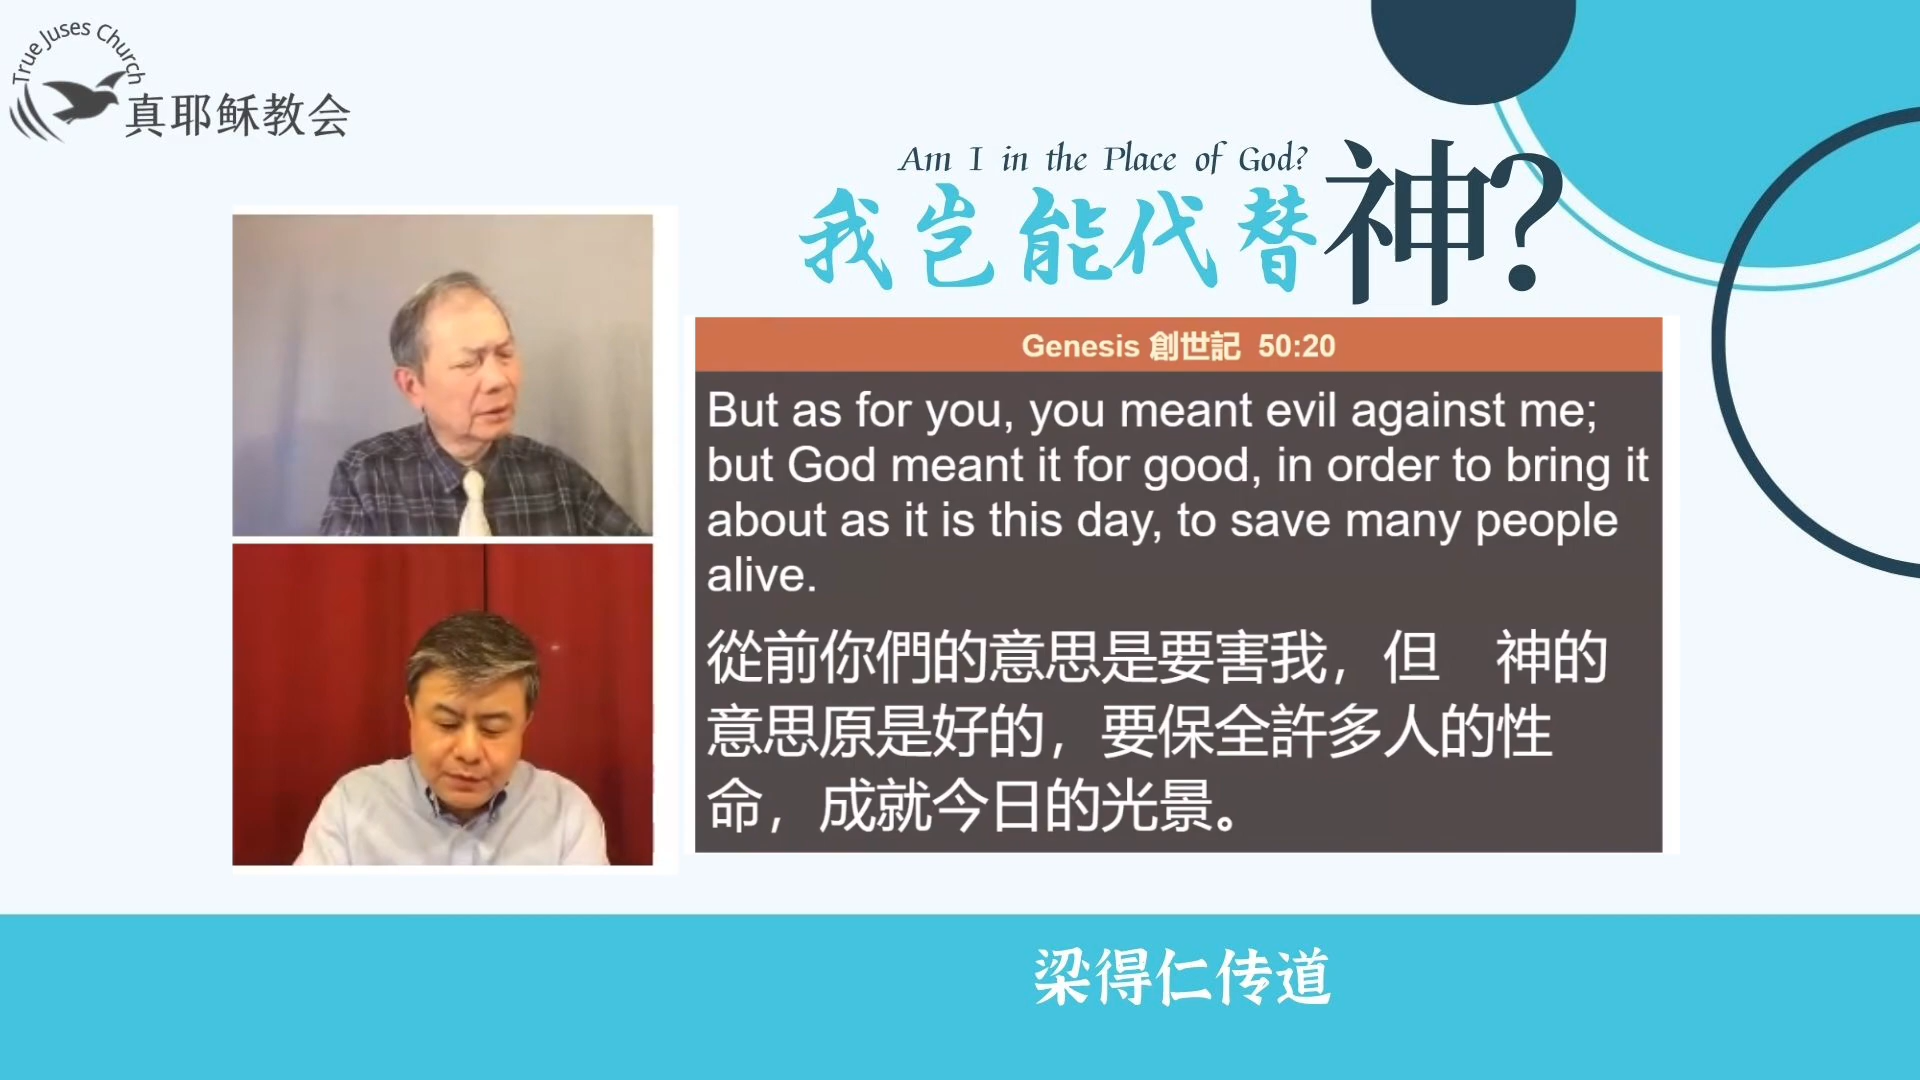 True Juses Church
真耶稣教会
Am I in the Place of God?
我岂能代替神?
Genesis 創世記 50:20
But as for you, you meant evil against me;
but God meant it for good, in order to bring it
about as it is this day, to save many people
alive.
從前你們的意思是要害我，但　神的
意思原是好的，要保全許多人的性
命，成就今日的光景。
梁得仁传道